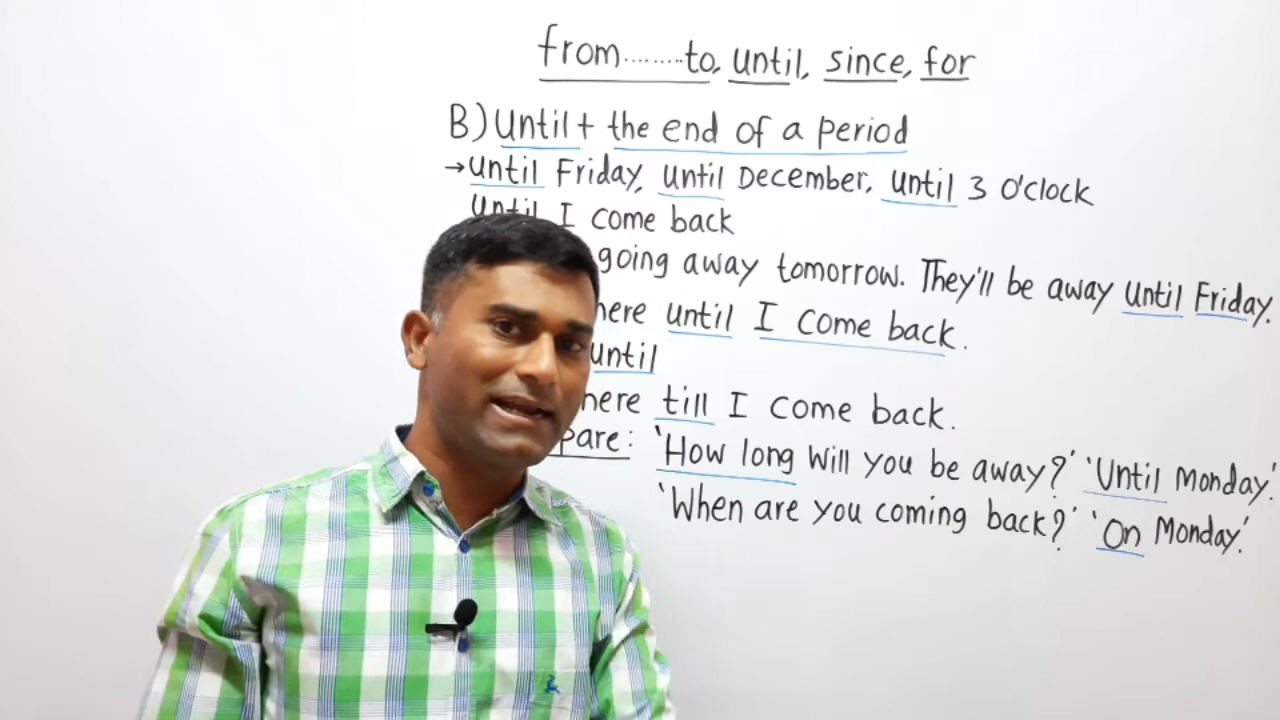 from........to, until, since, for
B) Until + the end of a period
→ until Friday, until December, until 3 o'clock
until I come back
going away tomorrow. They'll be away until Friday.
here until I come back.
until
here till I come back.
pare: 'How long will you be away?' 'Until Monday.'
'When are you coming back?' 'On Monday.'